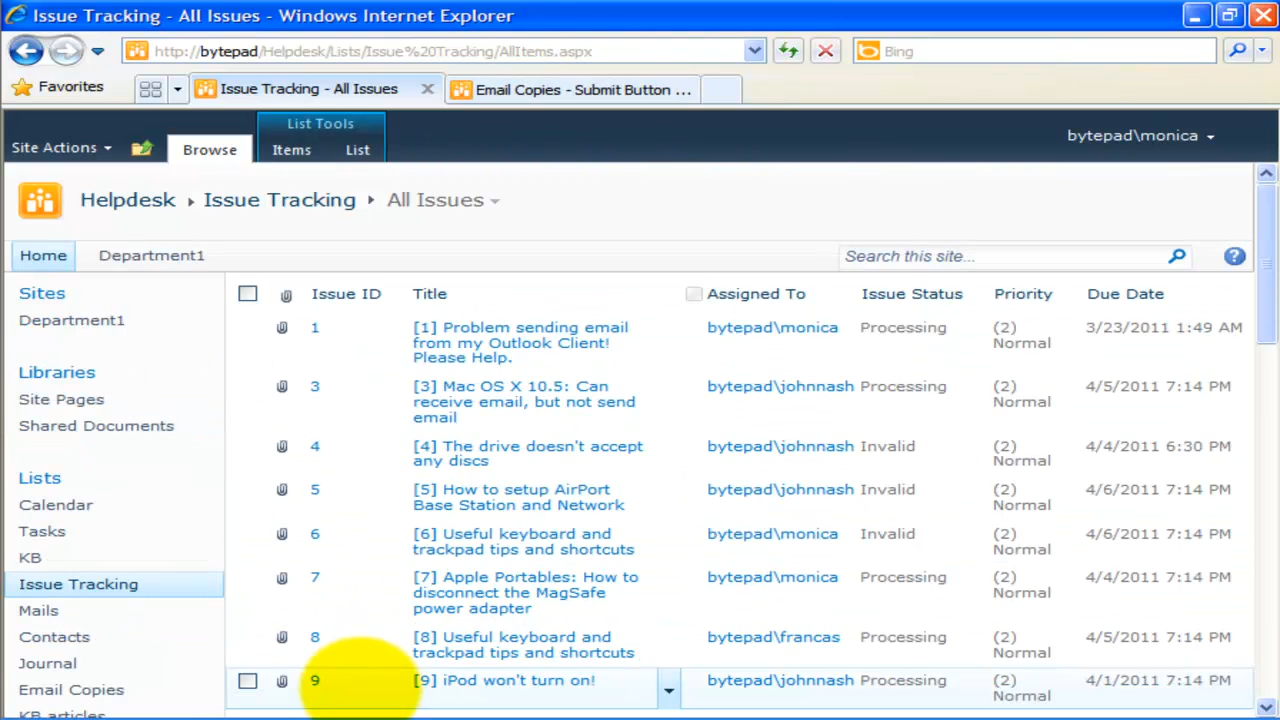 Issue Tracking - All Issues - Windows Internet Explorer
http://bytepad/Helpdesk/Lists/Issue%20Tracking/AllItems.aspx
Bing
Favorites
Issue Tracking - All Issues
Email Copies - Submit Button ...
List Tools
Site Actions
Browse
Items
List
bytepad\monica
Helpdesk
Issue Tracking
All Issues
Home
Department1
Search this site...
Sites
Department1
Libraries
Site Pages
Shared Documents
Lists
Calendar
Tasks
KB
Issue Tracking
Mails
Contacts
Journal
Email Copies
KB articles
Issue ID Title Assigned To Issue Status Priority Due Date
1 [1] Problem sending email bytepad\monica Processing (2) 3/23/2011 1:49 AM
from my Outlook Client! Normal
Please Help.
3 [3] Mac OS X 10.5: Can bytepad\johnnash Processing (2) 4/5/2011 7:14 PM
receive email, but not send Normal
email
4 [4] The drive doesn't accept bytepad\johnnash Invalid (2) 4/4/2011 6:30 PM
any discs Normal
5 [5] How to setup AirPort bytepad\johnnash Invalid (2) 4/6/2011 7:14 PM
Base Station and Network Normal
6 [6] Useful keyboard and bytepad\monica Invalid (2) 4/6/2011 7:14 PM
trackpad tips and shortcuts Normal
7 [7] Apple Portables: How to bytepad\monica Processing (2) 4/4/2011 7:14 PM
disconnect the MagSafe Normal
power adapter
8 [8] Useful keyboard and bytepad\francas Processing (2) 4/5/2011 7:14 PM
trackpad tips and shortcuts Normal
9 [9] iPod won't turn on! bytepad\johnnash Processing (2) 4/1/2011 7:14 PM
Normal